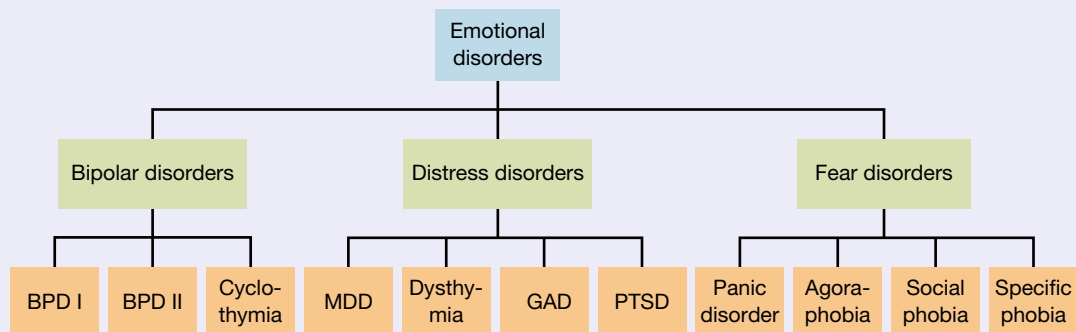 Emotional
disorders
Bipolar disorders
Distress disorders
Fear disorders
BPD I
BPD II
Cyclo-
thymia
MDD
Dysthy-
mia
GAD
PTSD
Panic
disorder
Agora-
phobia
Social
phobia
Specific
phobia